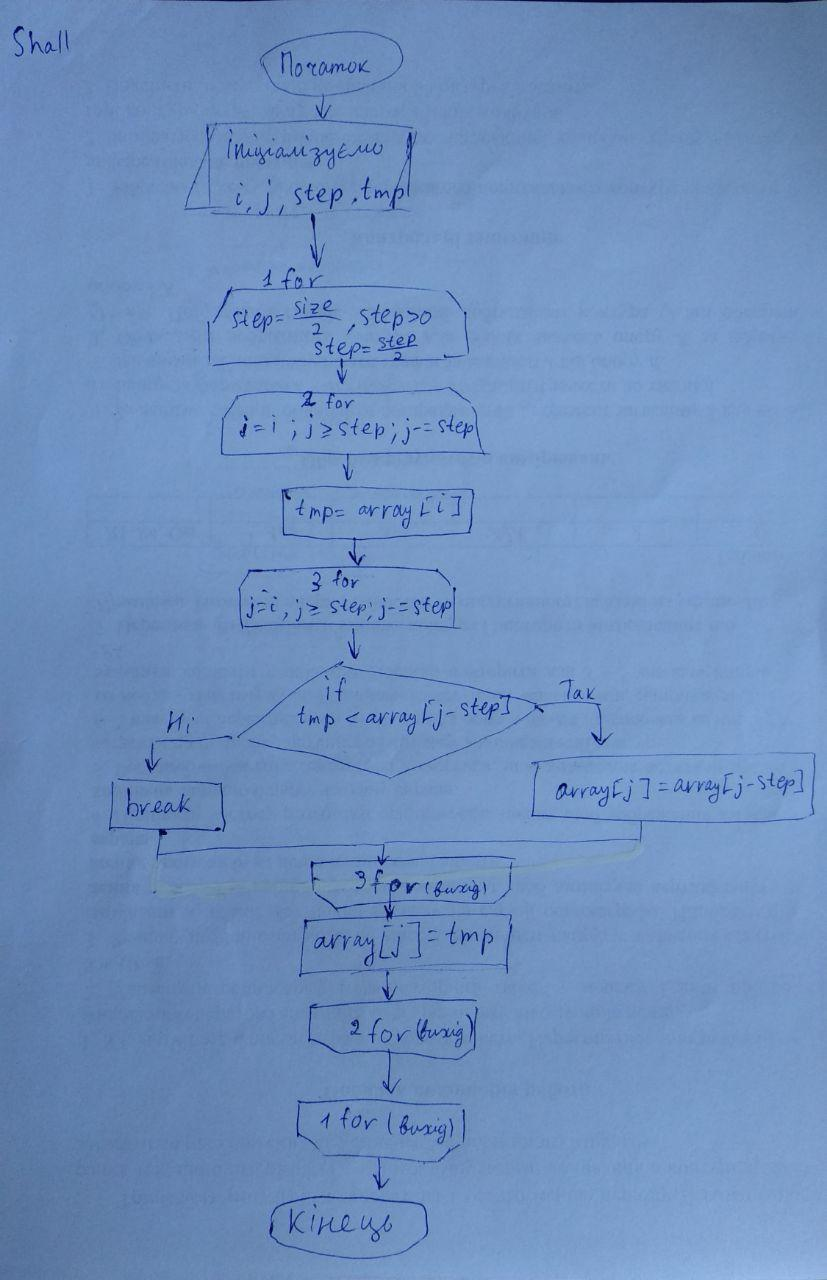 Shall
Початок
ініціалізуємо
i, j, step, tmp
1 for
step= size/2, step>0
step= step/2
2 for
j=i ; j≥step; j-=step
tmp= array[i]
3 for
j=i, j≥ step; j-=step
if
tmp < array[j-step]
Ні
Так
break
array[j]=array[j-step]
3 for (вихід)
array[j]=tmp
2 for (вихід)
1 for (вихід)
Кінець